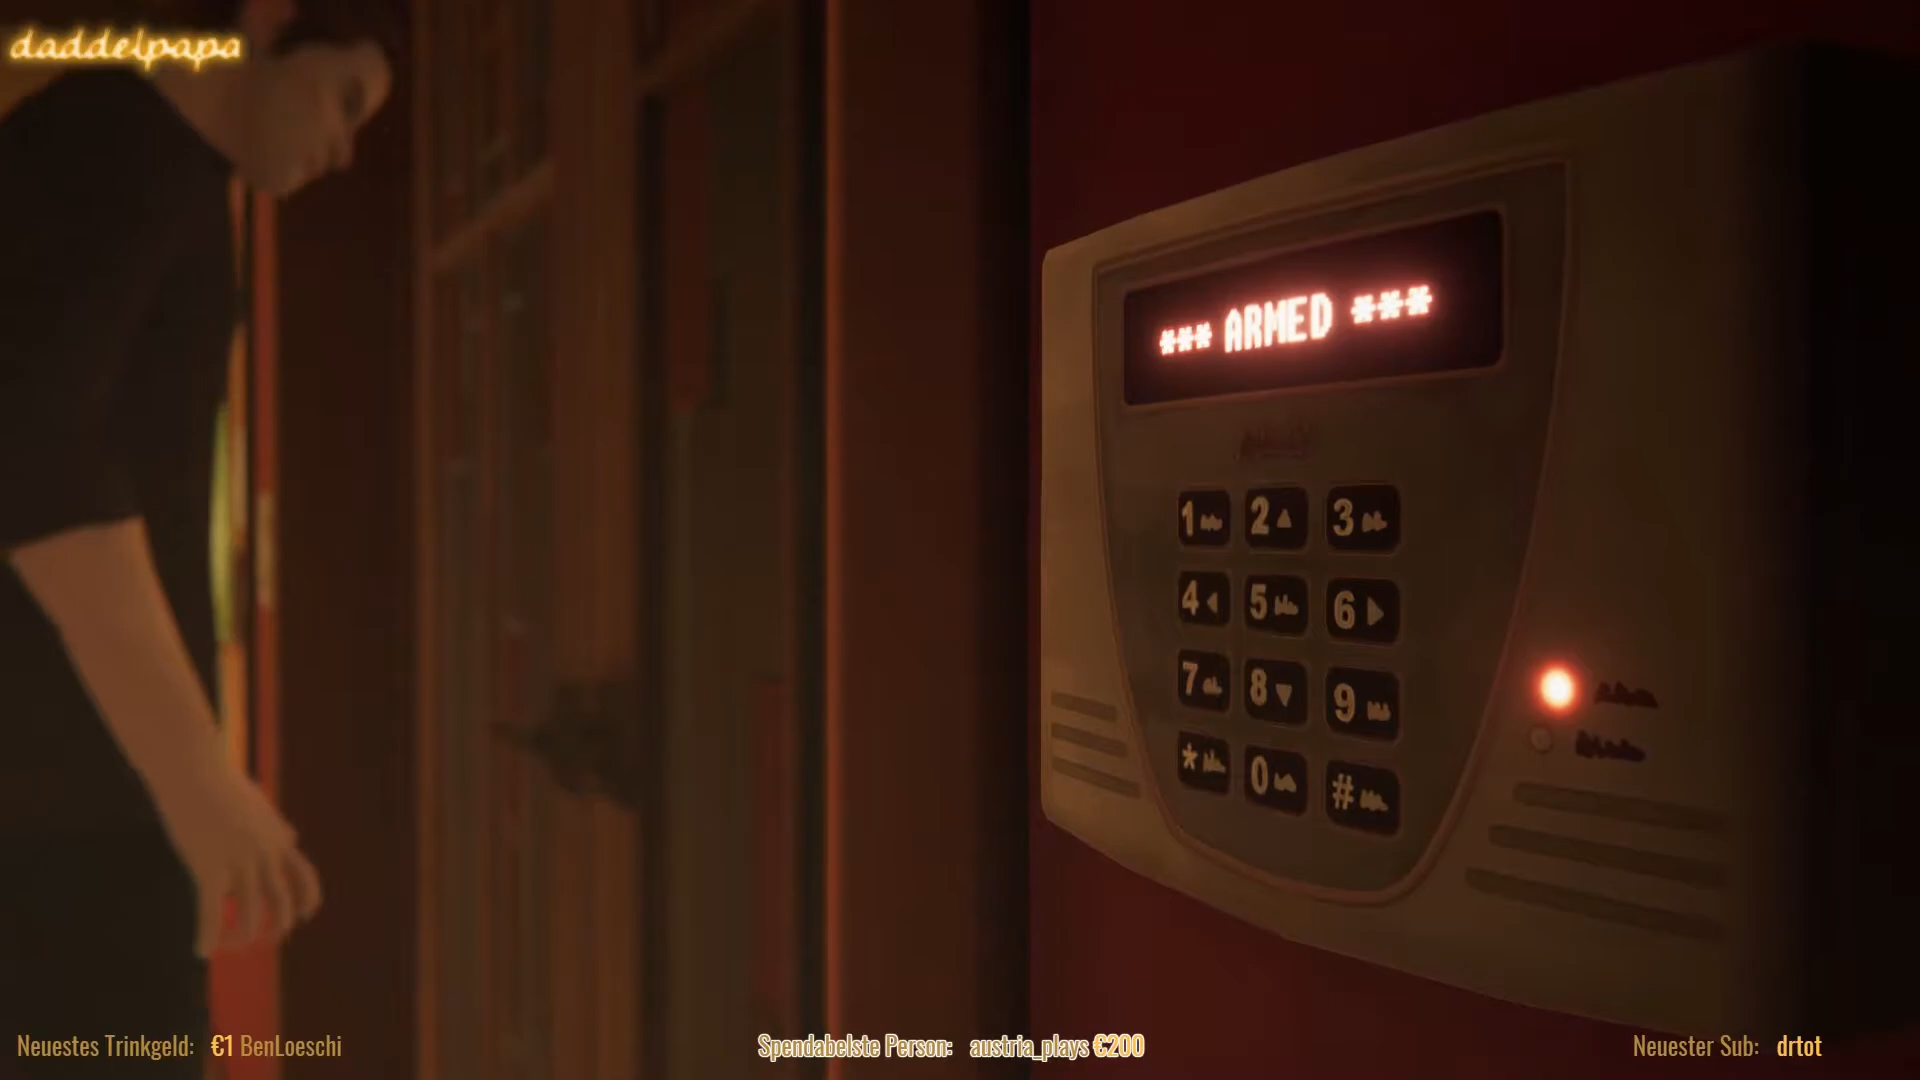 daddelpapa
*** ARMED ***
1 2 3
4 5 6
7 8 9
* 0 #
Neuestes Trinkgeld: €1 BenLoeschi
Spendabelste Person: austria_plays €200
Neuester Sub: drtot